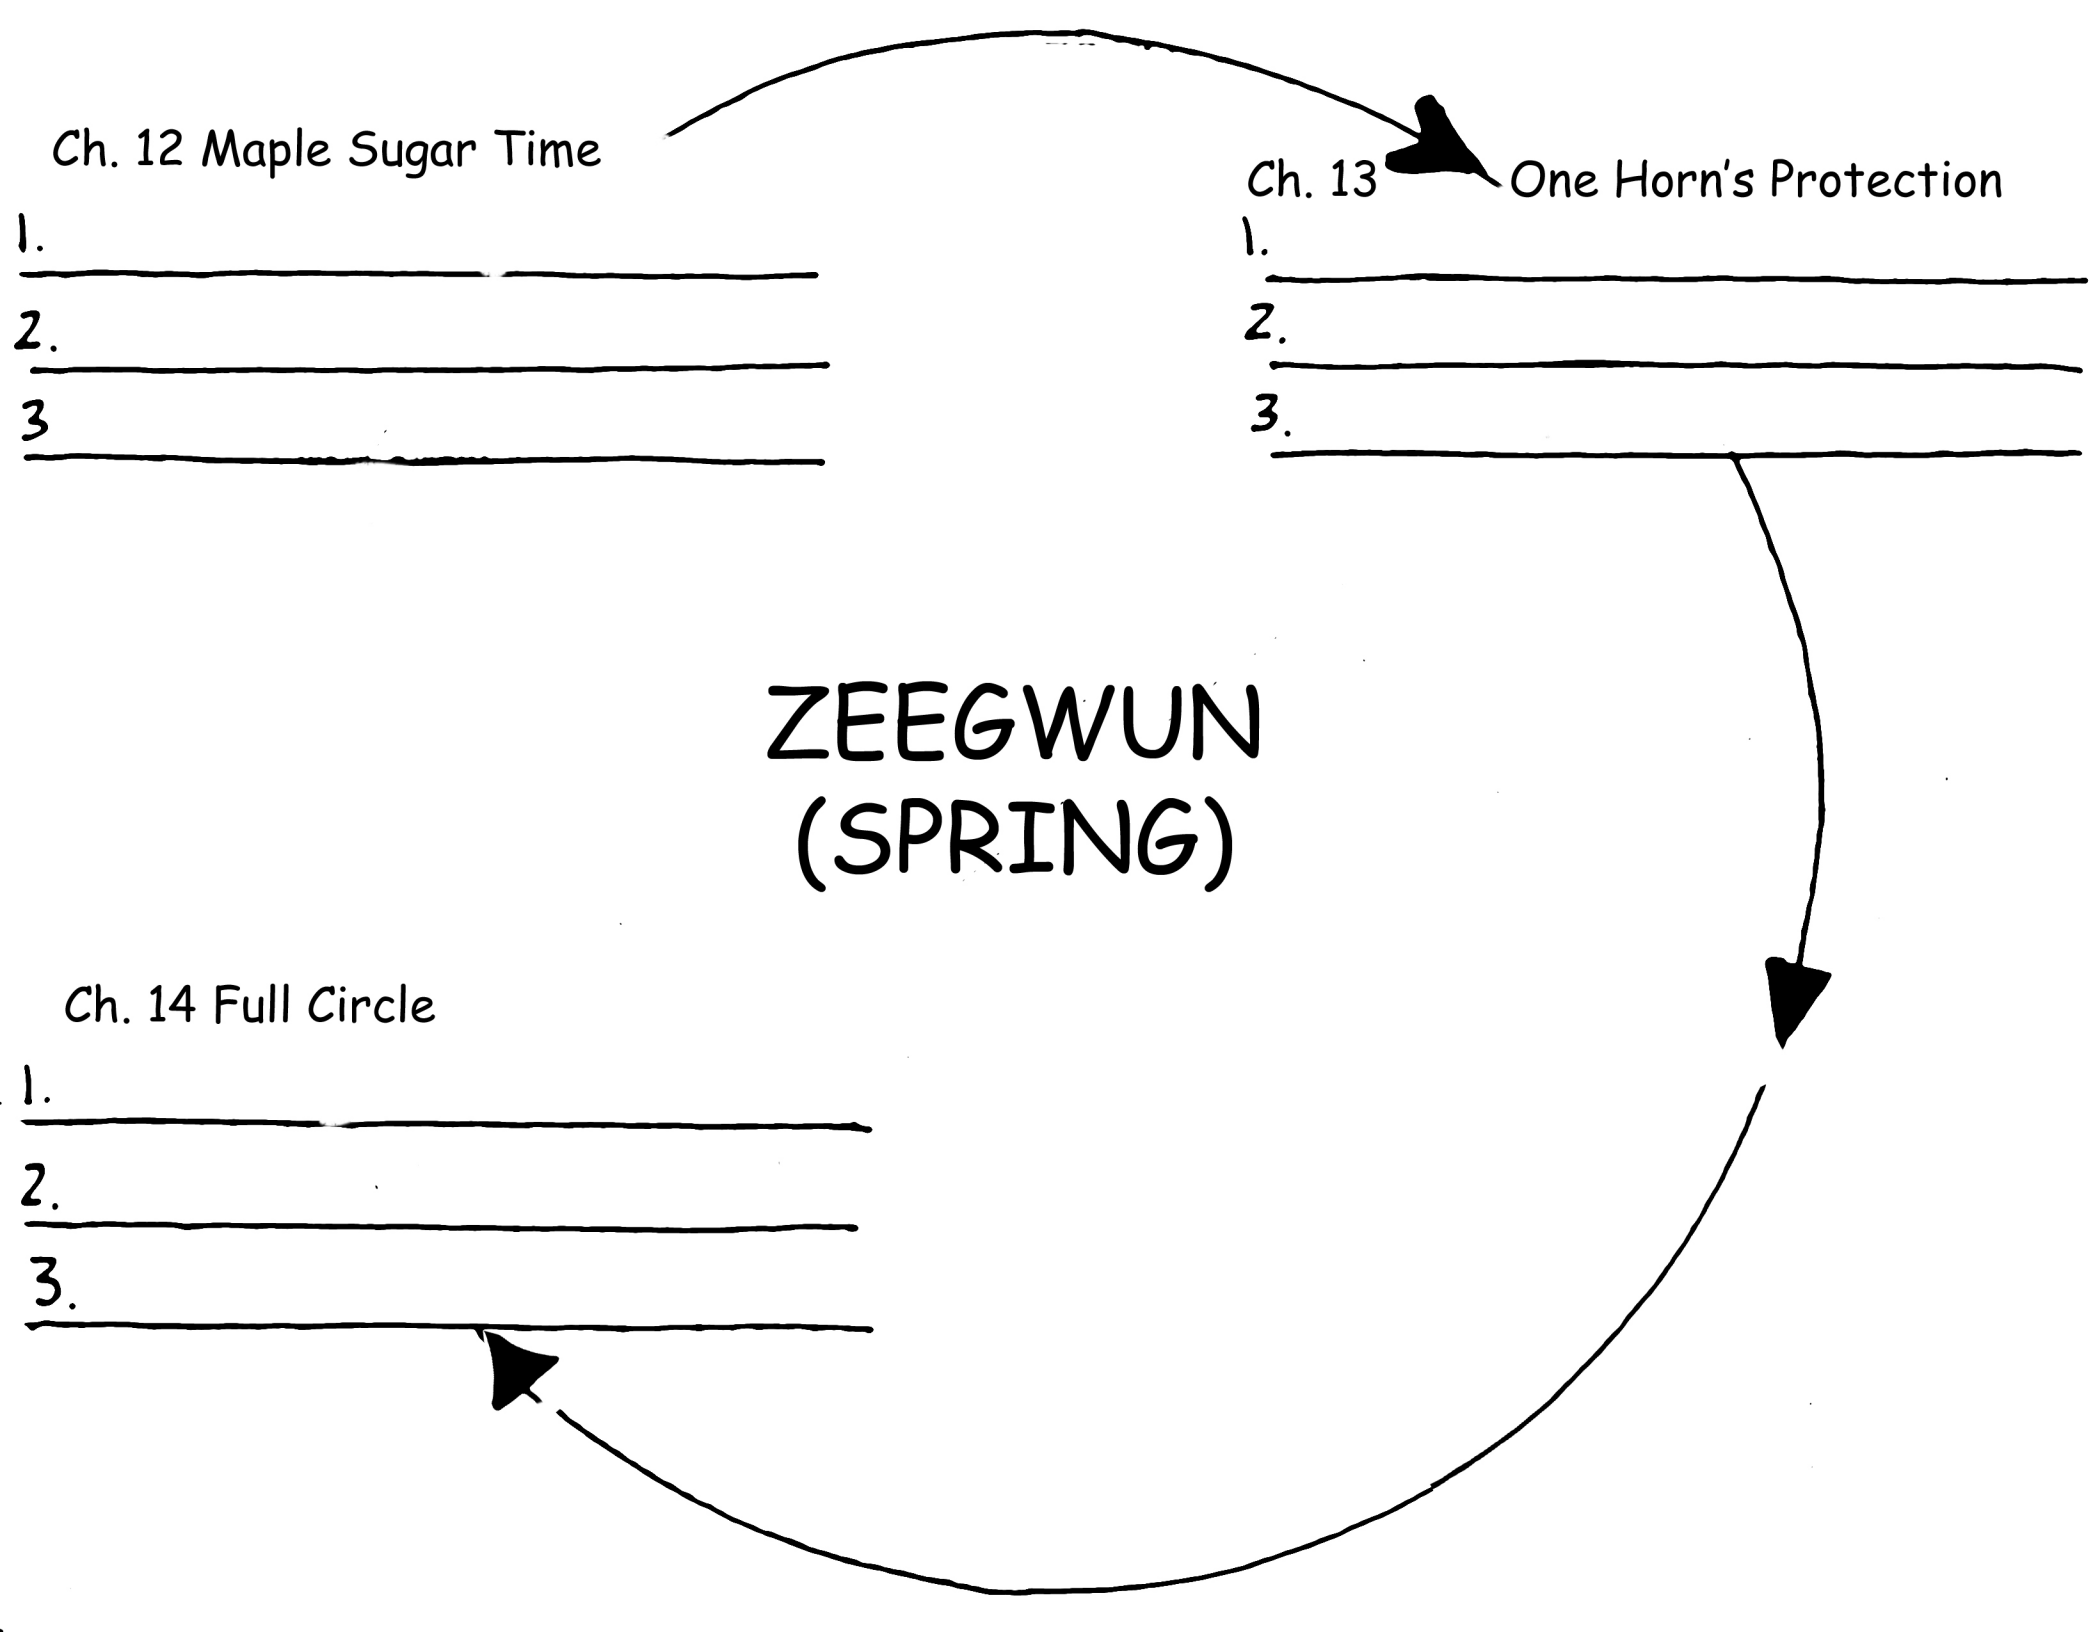 Ch. 12 Maple Sugar Time
1.
2.
3
Ch. 13 One Horn's Protection
1.
2.
3.
ZEEGWUN
(SPRING)
Ch. 14 Full Circle
1.
2.
3.